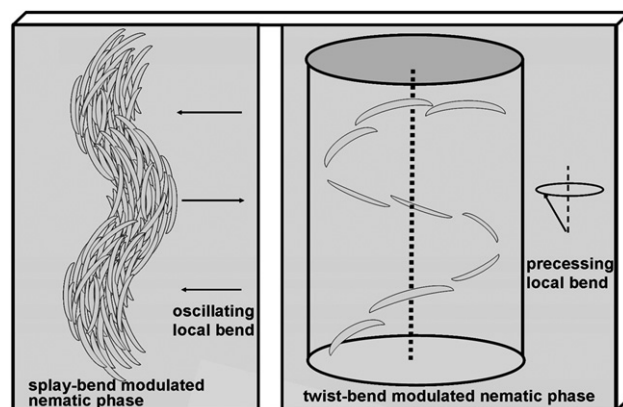 oscillating
local bend
splay-bend modulated
nematic phase
precessing
local bend
twist-bend modulated nematic phase